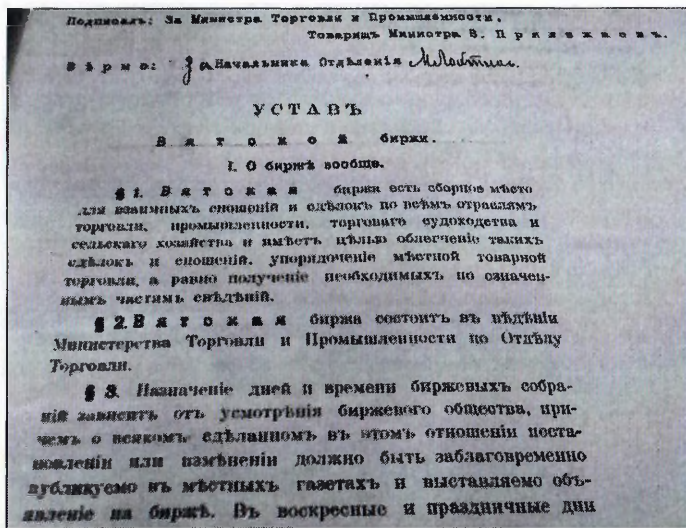 Подписалъ: За Министра Торговли и Промышленности,
Товарищъ Министра В. Прилежаевъ.
Вѣрно: За Начальника Отдѣленія
УСТАВЪ
Вятской биржи.
I. О биржѣ вообще.
§ 1. Вятская биржа есть сборное мѣсто
для взаимныхъ сношеній и сдѣлокъ по всѣмъ отраслямъ
торговли, промышленности, торговаго судоходства и
сельскаго хозяйства и имѣетъ цѣлью облегченіе такихъ
сдѣлокъ и сношеній, упорядоченіе мѣстной товарной
торговли, а равно полученіе необходимыхъ по означен-
нымъ частямъ свѣдѣній.
§ 2. Вятская биржа состоитъ въ вѣдѣніи
Министерства Торговли и Промышленности по Отдѣлу
Торговли.
§ 3. Назначеніе дней и времени биржевыхъ собра-
ній зависитъ отъ усмотрѣнія биржевого общества, при-
чемъ о всякомъ сдѣланномъ въ этомъ отношеніи поста-
новленіи или измѣненіи должно быть заблаговременно
публикуемо въ мѣстныхъ газетахъ и выставляемо объ-
явленіе на биржѣ. Въ воскресные и праздничные дни